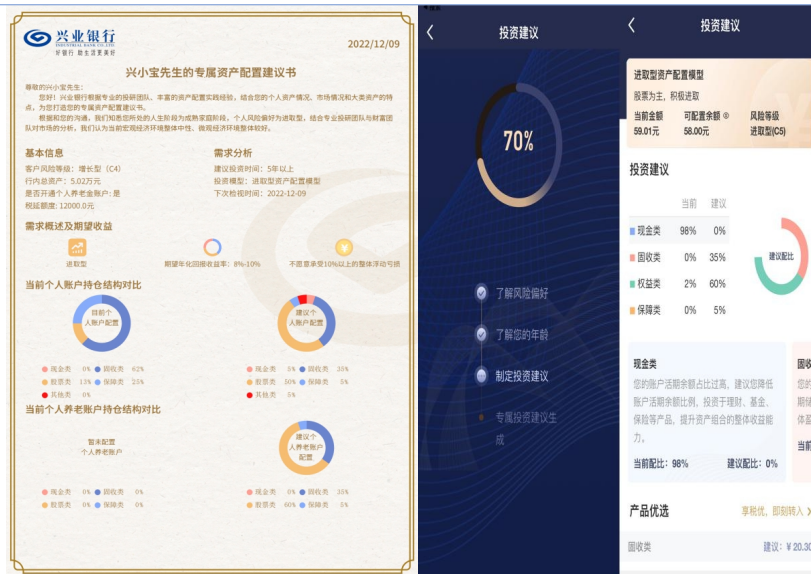 兴业银行
INDUSTRIAL BANK CO.,LTD.
好银行 助生活更美好
2022/12/09
兴小宝先生的专属资产配置建议书
尊敬的兴小宝先生:
您好!兴业银行根据专业的投研团队、丰富的资产配置实践经验,结合您的个人资产情况、市场情况和大类资产的特
点,为您打造您的专属资产配置建议书。
根据和您的沟通,我们知悉您所处的人生阶段为成熟家庭阶段,个人风险偏好为进取型,结合专业投研团队与财富团
队对市场的分析,我们认为当前宏观经济环境整体中性、微观经济环境整体较好。
基本信息
客户风险等级:增长型(C4)
行内总资产:5.02万元
是否开通个人养老金账户:是
税延额度:12000.0元
需求分析
建议投资时间:5年以上
投资模型:进取型资产配置模型
下次检视时间:2022-12-09
需求概述及期望收益
进取型
期望年化回撤收益率:8%-10%
不愿意承受10%以上的整体浮动亏损
当前个人账户持仓结构对比
目前个
人账户配置
建议个
人账户配置
现金类 0% 固收类 62%
股票类 13% 保障类 25%
其他类 0%
现金类 5% 固收类 35%
股票类 50% 保障类 5%
其他类 5%
当前个人养老账户持仓结构对比
暂未配置
个人养老账户
建议个
人养老账户
配置
现金类 0% 固收类 0%
股票类 0% 保障类 0%
现金类 0% 固收类 35%
股票类 60% 保障类 5%
投资建议
70%
了解风险偏好
了解您的年龄
制定投资建议
专属投资建议生
成
投资建议
进取型资产配置模型
股票为主,积极进取
当前金额 可配置余额 风险等级
59.01元 58.00元 进取型(C5)
投资建议
当前 建议
现金类 98% 0%
固收类 0% 35%
权益类 2% 60%
保障类 0% 5%
建议配比
现金类
您的账户活期余额占比过高,建议您降低
账户活期余额比例,投资于理财、基金、
保险等产品,提升资产组合的整体收益能
力。
当前配比:98% 建议配比:0%
固收
您的
期储
体盈
当前
产品优选
享税优,即刻转入
固收类
建议:¥20.30